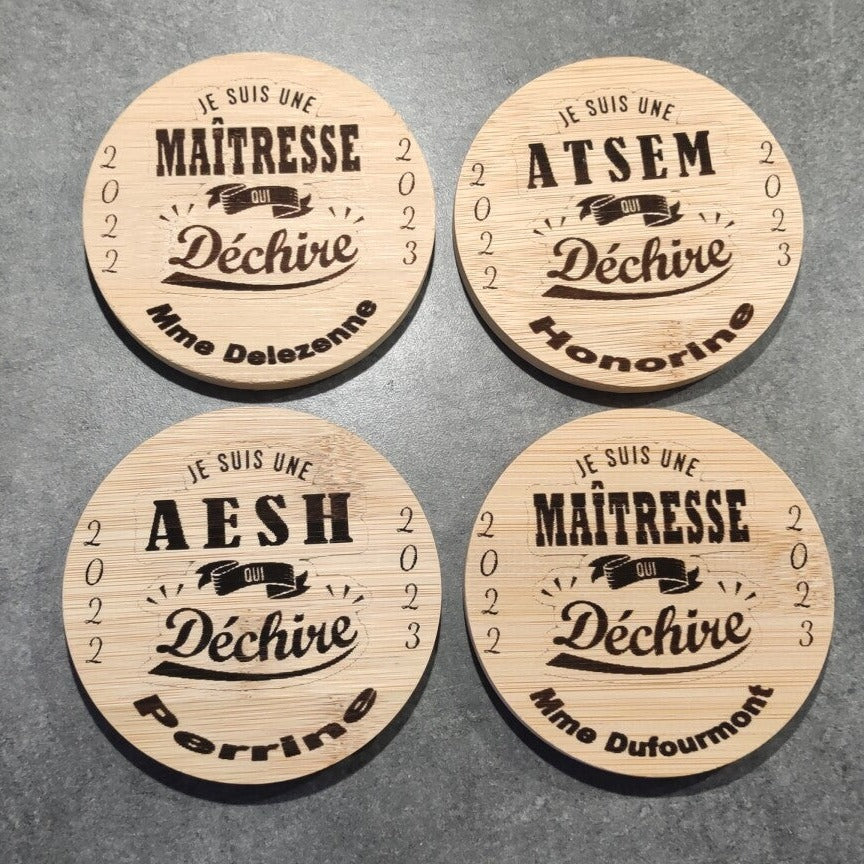 JE SUIS UNE
MAÎTRESSE
QUI
Déchire
2022
2023
Mme Delezenne
JE SUIS UNE
ATSEM
QUI
Déchire
2022
2023
Honorine
JE SUIS UNE
AESH
QUI
Déchire
2022
2023
Perrine
JE SUIS UNE
MAÎTRESSE
QUI
Déchire
2022
2023
Mme Dufourmont